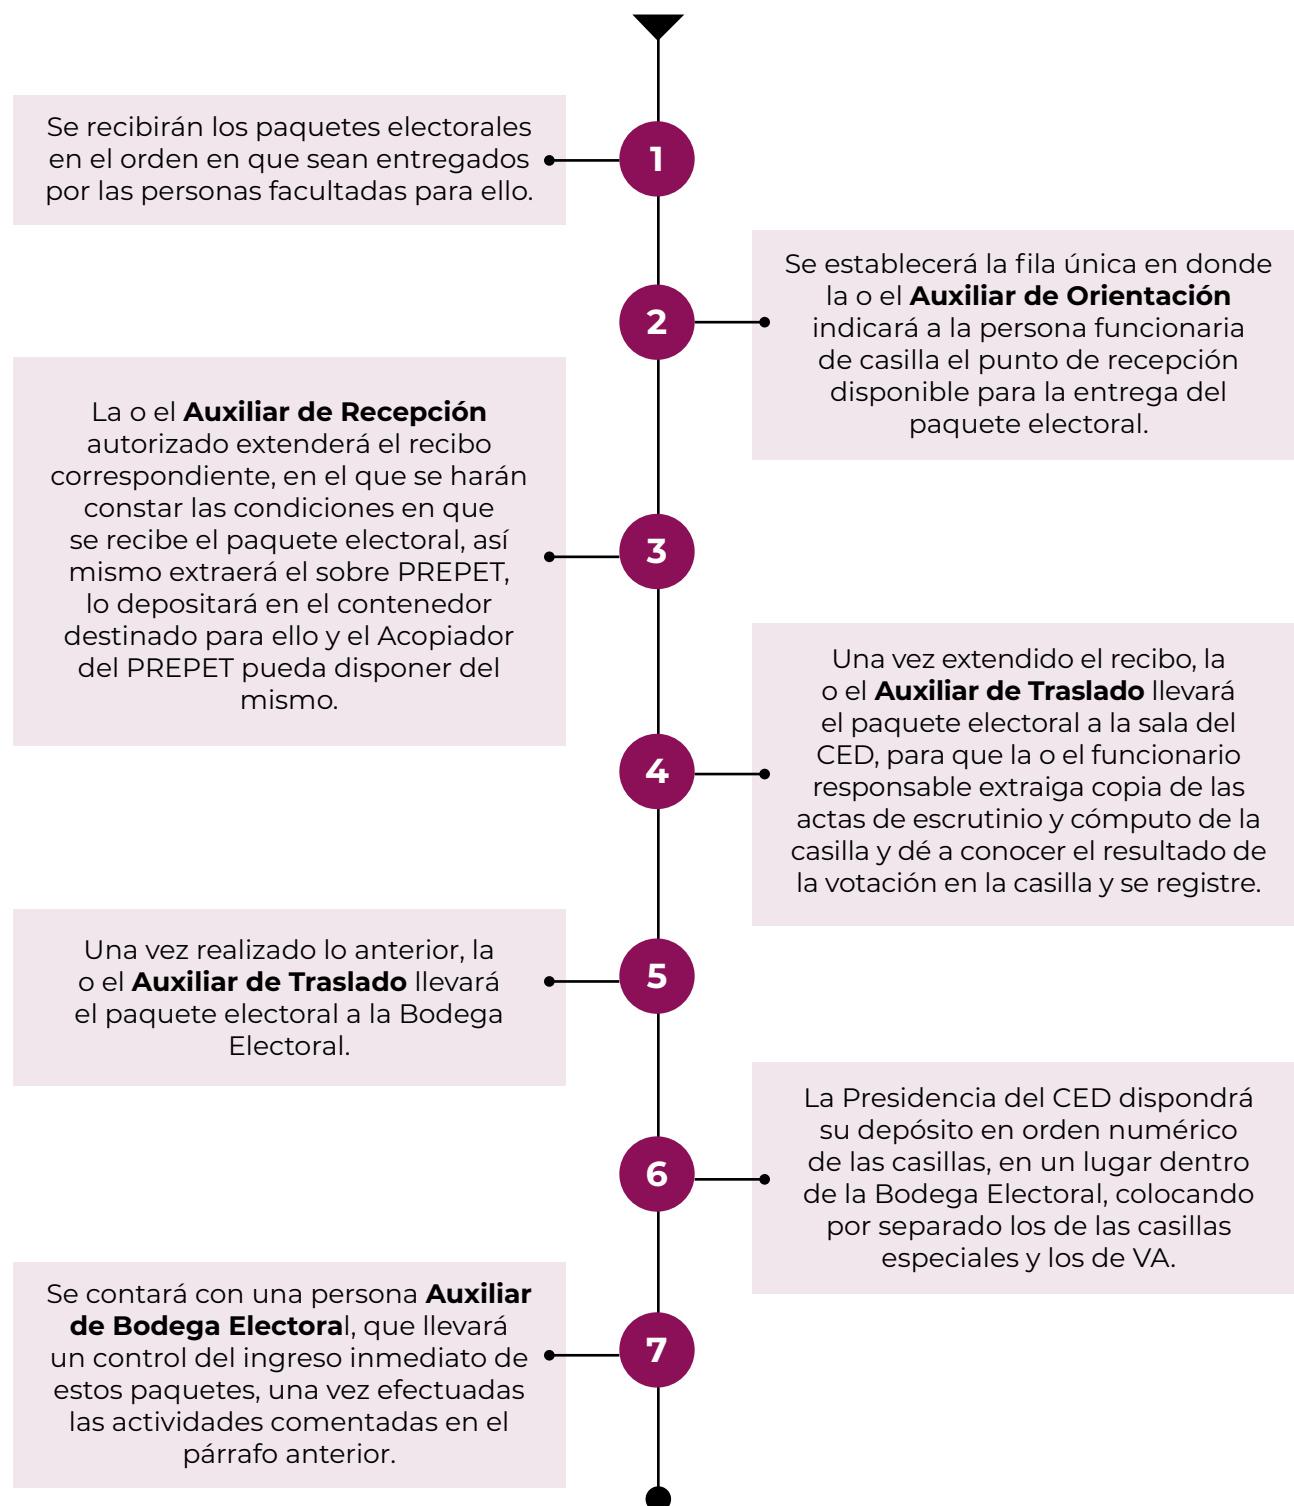 1
Se recibirán los paquetes electorales
en el orden en que sean entregados
por las personas facultadas para ello.
2
Se establecerá la fila única en donde
la o el Auxiliar de Orientación
indicará a la persona funcionaria
de casilla el punto de recepción
disponible para la entrega del
paquete electoral.
3
La o el Auxiliar de Recepción
autorizado extenderá el recibo
correspondiente, en el que se harán
constar las condiciones en que
se recibe el paquete electoral, así
mismo extraerá el sobre PREPET,
lo depositará en el contenedor
destinado para ello y el Acopiador
del PREPET pueda disponer del
mismo.
4
Una vez extendido el recibo, la
o el Auxiliar de Traslado llevará
el paquete electoral a la sala del
CED, para que la o el funcionario
responsable extraiga copia de las
actas de escrutinio y cómputo de la
casilla y dé a conocer el resultado de
la votación en la casilla y se registre.
5
Una vez realizado lo anterior, la
o el Auxiliar de Traslado llevará
el paquete electoral a la Bodega
Electoral.
6
La Presidencia del CED dispondrá
su depósito en orden numérico
de las casillas, en un lugar dentro
de la Bodega Electoral, colocando
por separado los de las casillas
especiales y los de VA.
7
Se contará con una persona Auxiliar
de Bodega Electoral, que llevará
un control del ingreso inmediato de
estos paquetes, una vez efectuadas
las actividades comentadas en el
párrafo anterior.